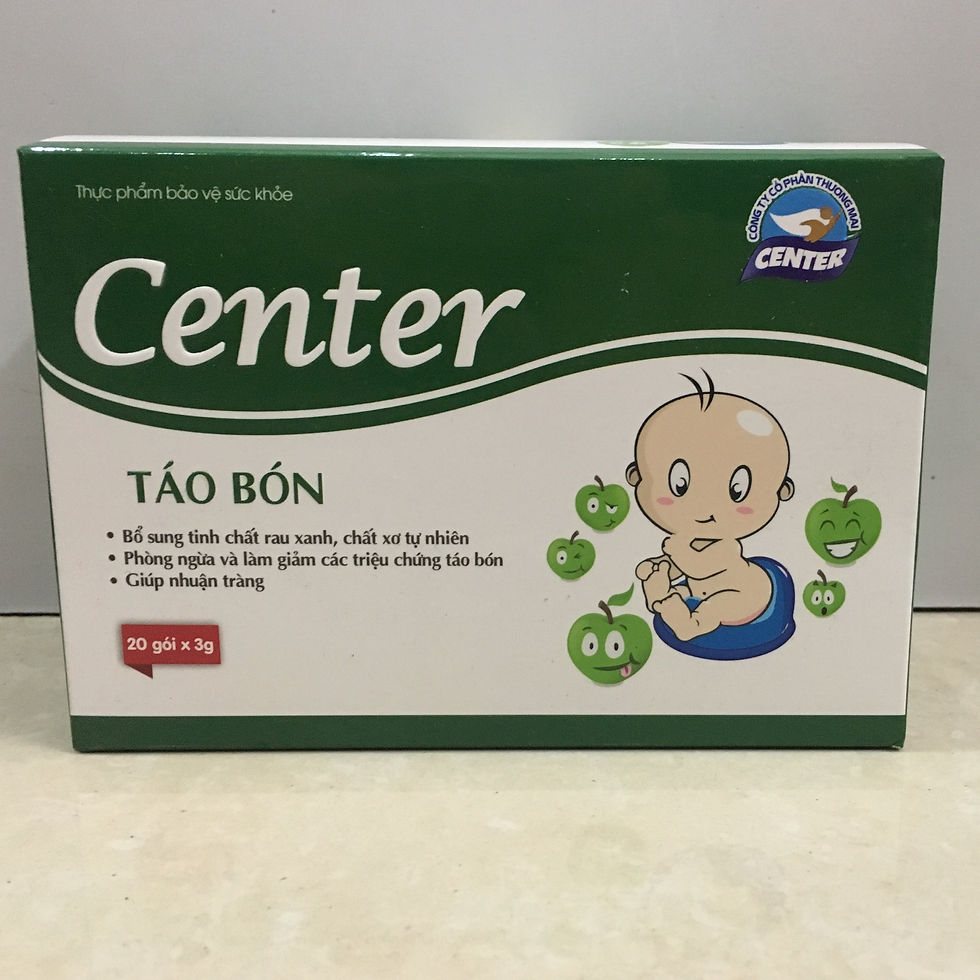 Thực phẩm bảo vệ sức khỏe
CÔNG TY CỔ PHẦN THƯƠNG MẠI
CENTER
Center
TÁO BÓN
• Bổ sung tinh chất rau xanh, chất xơ tự nhiên
• Phòng ngừa và làm giảm các triệu chứng táo bón
• Giúp nhuận tràng
20 gói x 3g